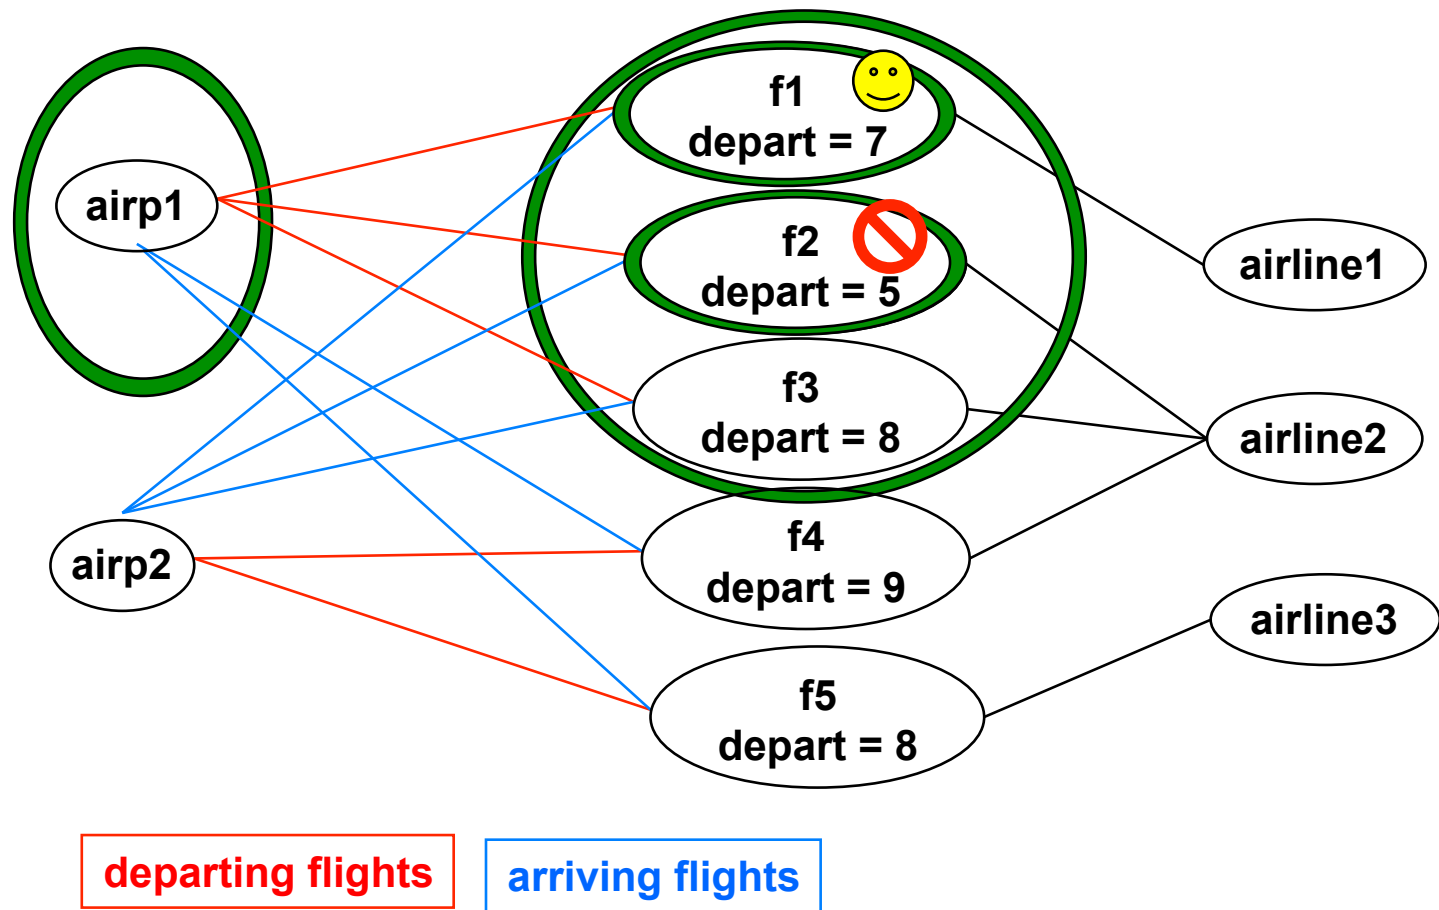 airp1
f1
depart = 7
f2
depart = 5
airline1
f3
depart = 8
airline2
airp2
f4
depart = 9
airline3
f5
depart = 8
departing flights
arriving flights